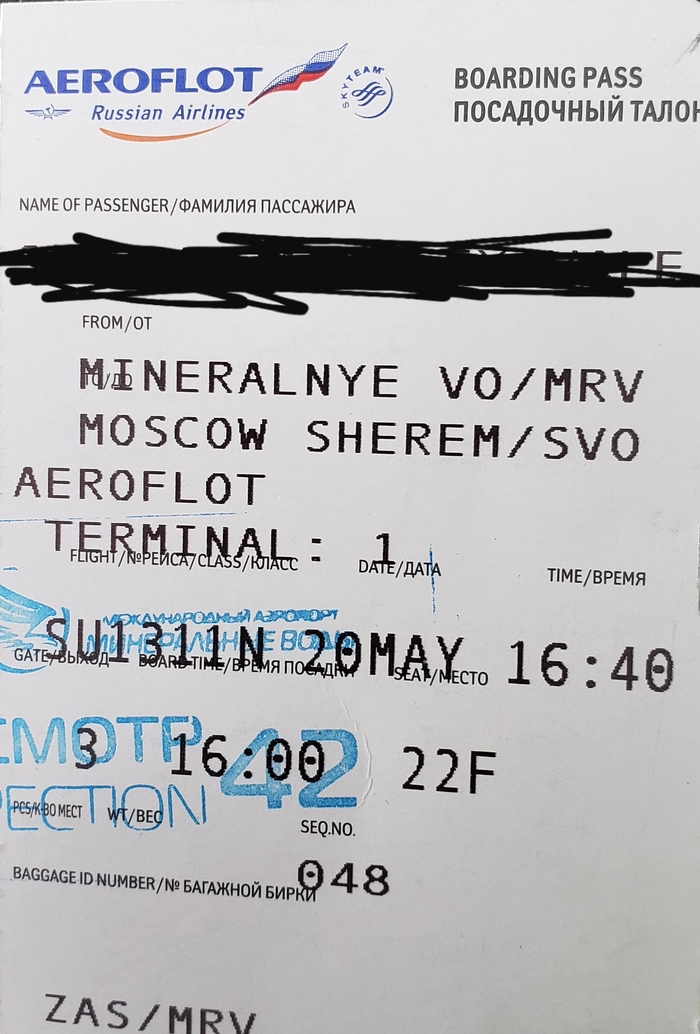 AEROFLOT
Russian Airlines
SKYTEAM
BOARDING PASS
ПОСАДОЧНЫЙ ТАЛОН
NAME OF PASSENGER/ФАМИЛИЯ ПАССАЖИРА
FROM/ОТ
TO/ДО
MINERALNYE VO/MRV
MOSCOW SHEREM/SVO
AEROFLOT
TERMINAL: 1
FLIGHT/№РЕЙСА/CLASS/КЛАСС DATE/ДАТА TIME/ВРЕМЯ
МЕЖДУНАРОДНЫЙ АЭРОПОРТ
МИНЕРАЛЬНЫЕ ВОДЫ
SU1311N 20MAY 16:40
GATE/ВЫХОД BOARD TIME/ВРЕМЯ ПОСАДКИ SEAT/МЕСТО
ЕМОТР 42
3 16:00 22F
PECTION
PCS/К-ВО МЕСТ WT/ВЕС SEQ.NO.
048
BAGGAGE ID NUMBER/№ БАГАЖНОЙ БИРКИ
ZAS/MRV